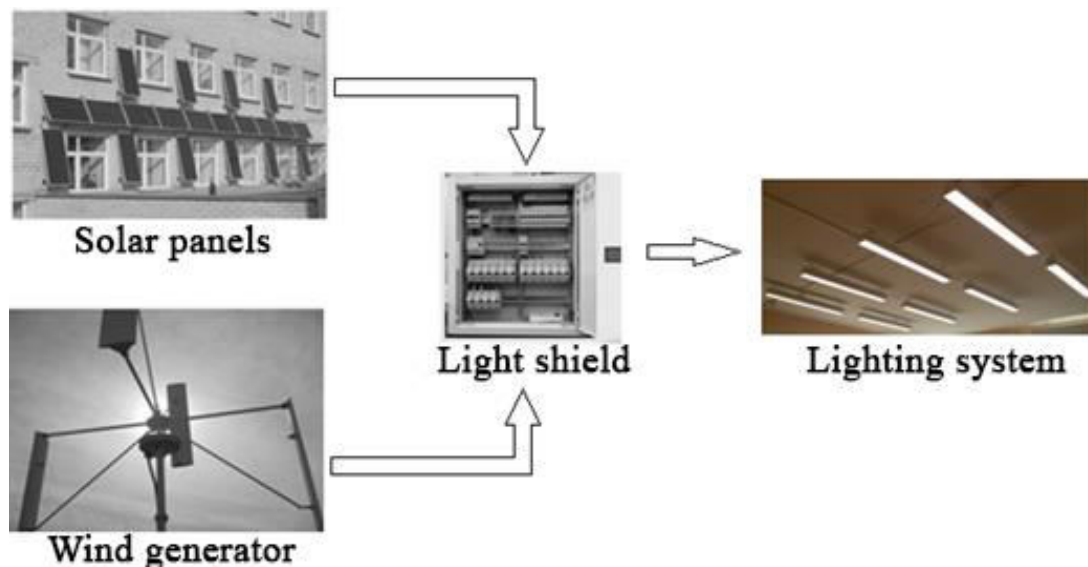 Solar panels
Light shield
Lighting system
Wind generator